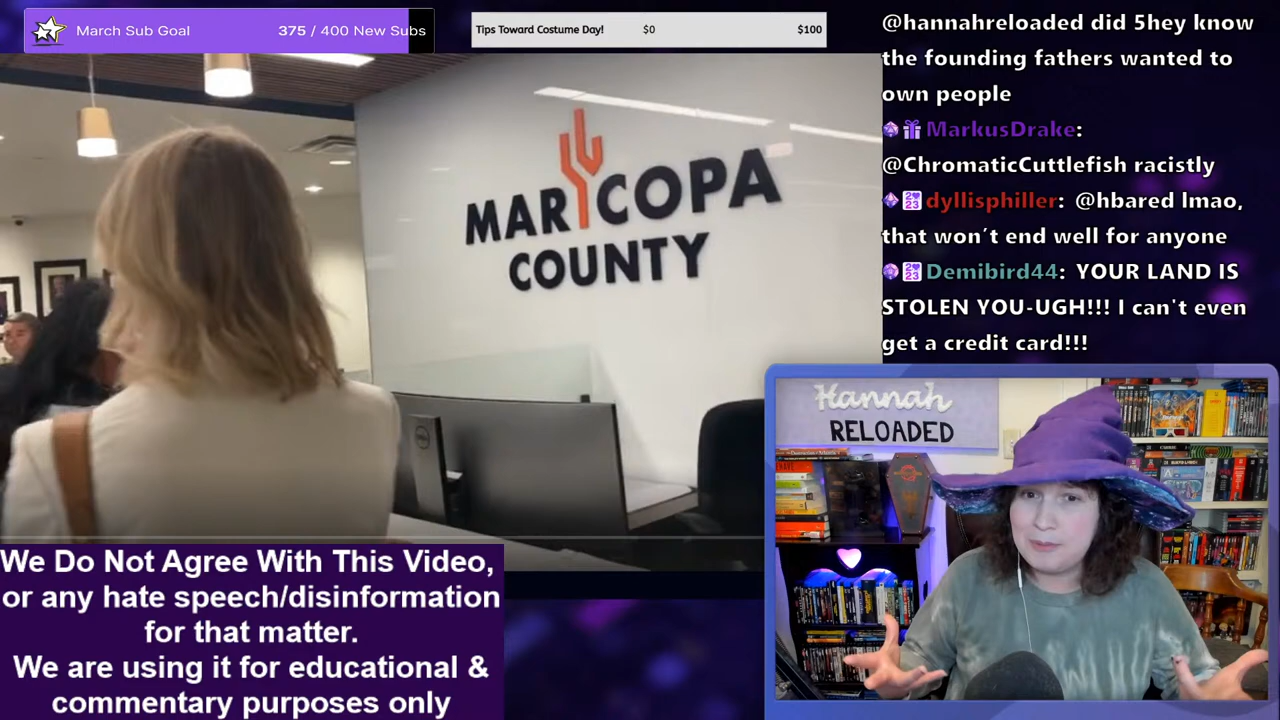 March Sub Goal 375 / 400 New Subs
Tips Toward Costume Day! $0 $100
@hannahreloaded did 5hey know
the founding fathers wanted to
own people
MarkusDrake:
@ChromaticCuttlefish racistly
2023 dyllisphiller: @hbared lmao,
that won't end well for anyone
2023 Demibird44: YOUR LAND IS
STOLEN YOU-UGH!!! I can't even
get a credit card!!!
MARICOPA
COUNTY
DELL
Hannah
RELOADED
We Do Not Agree With This Video,
or any hate speech/disinformation
for that matter.
We are using it for educational &
commentary purposes only